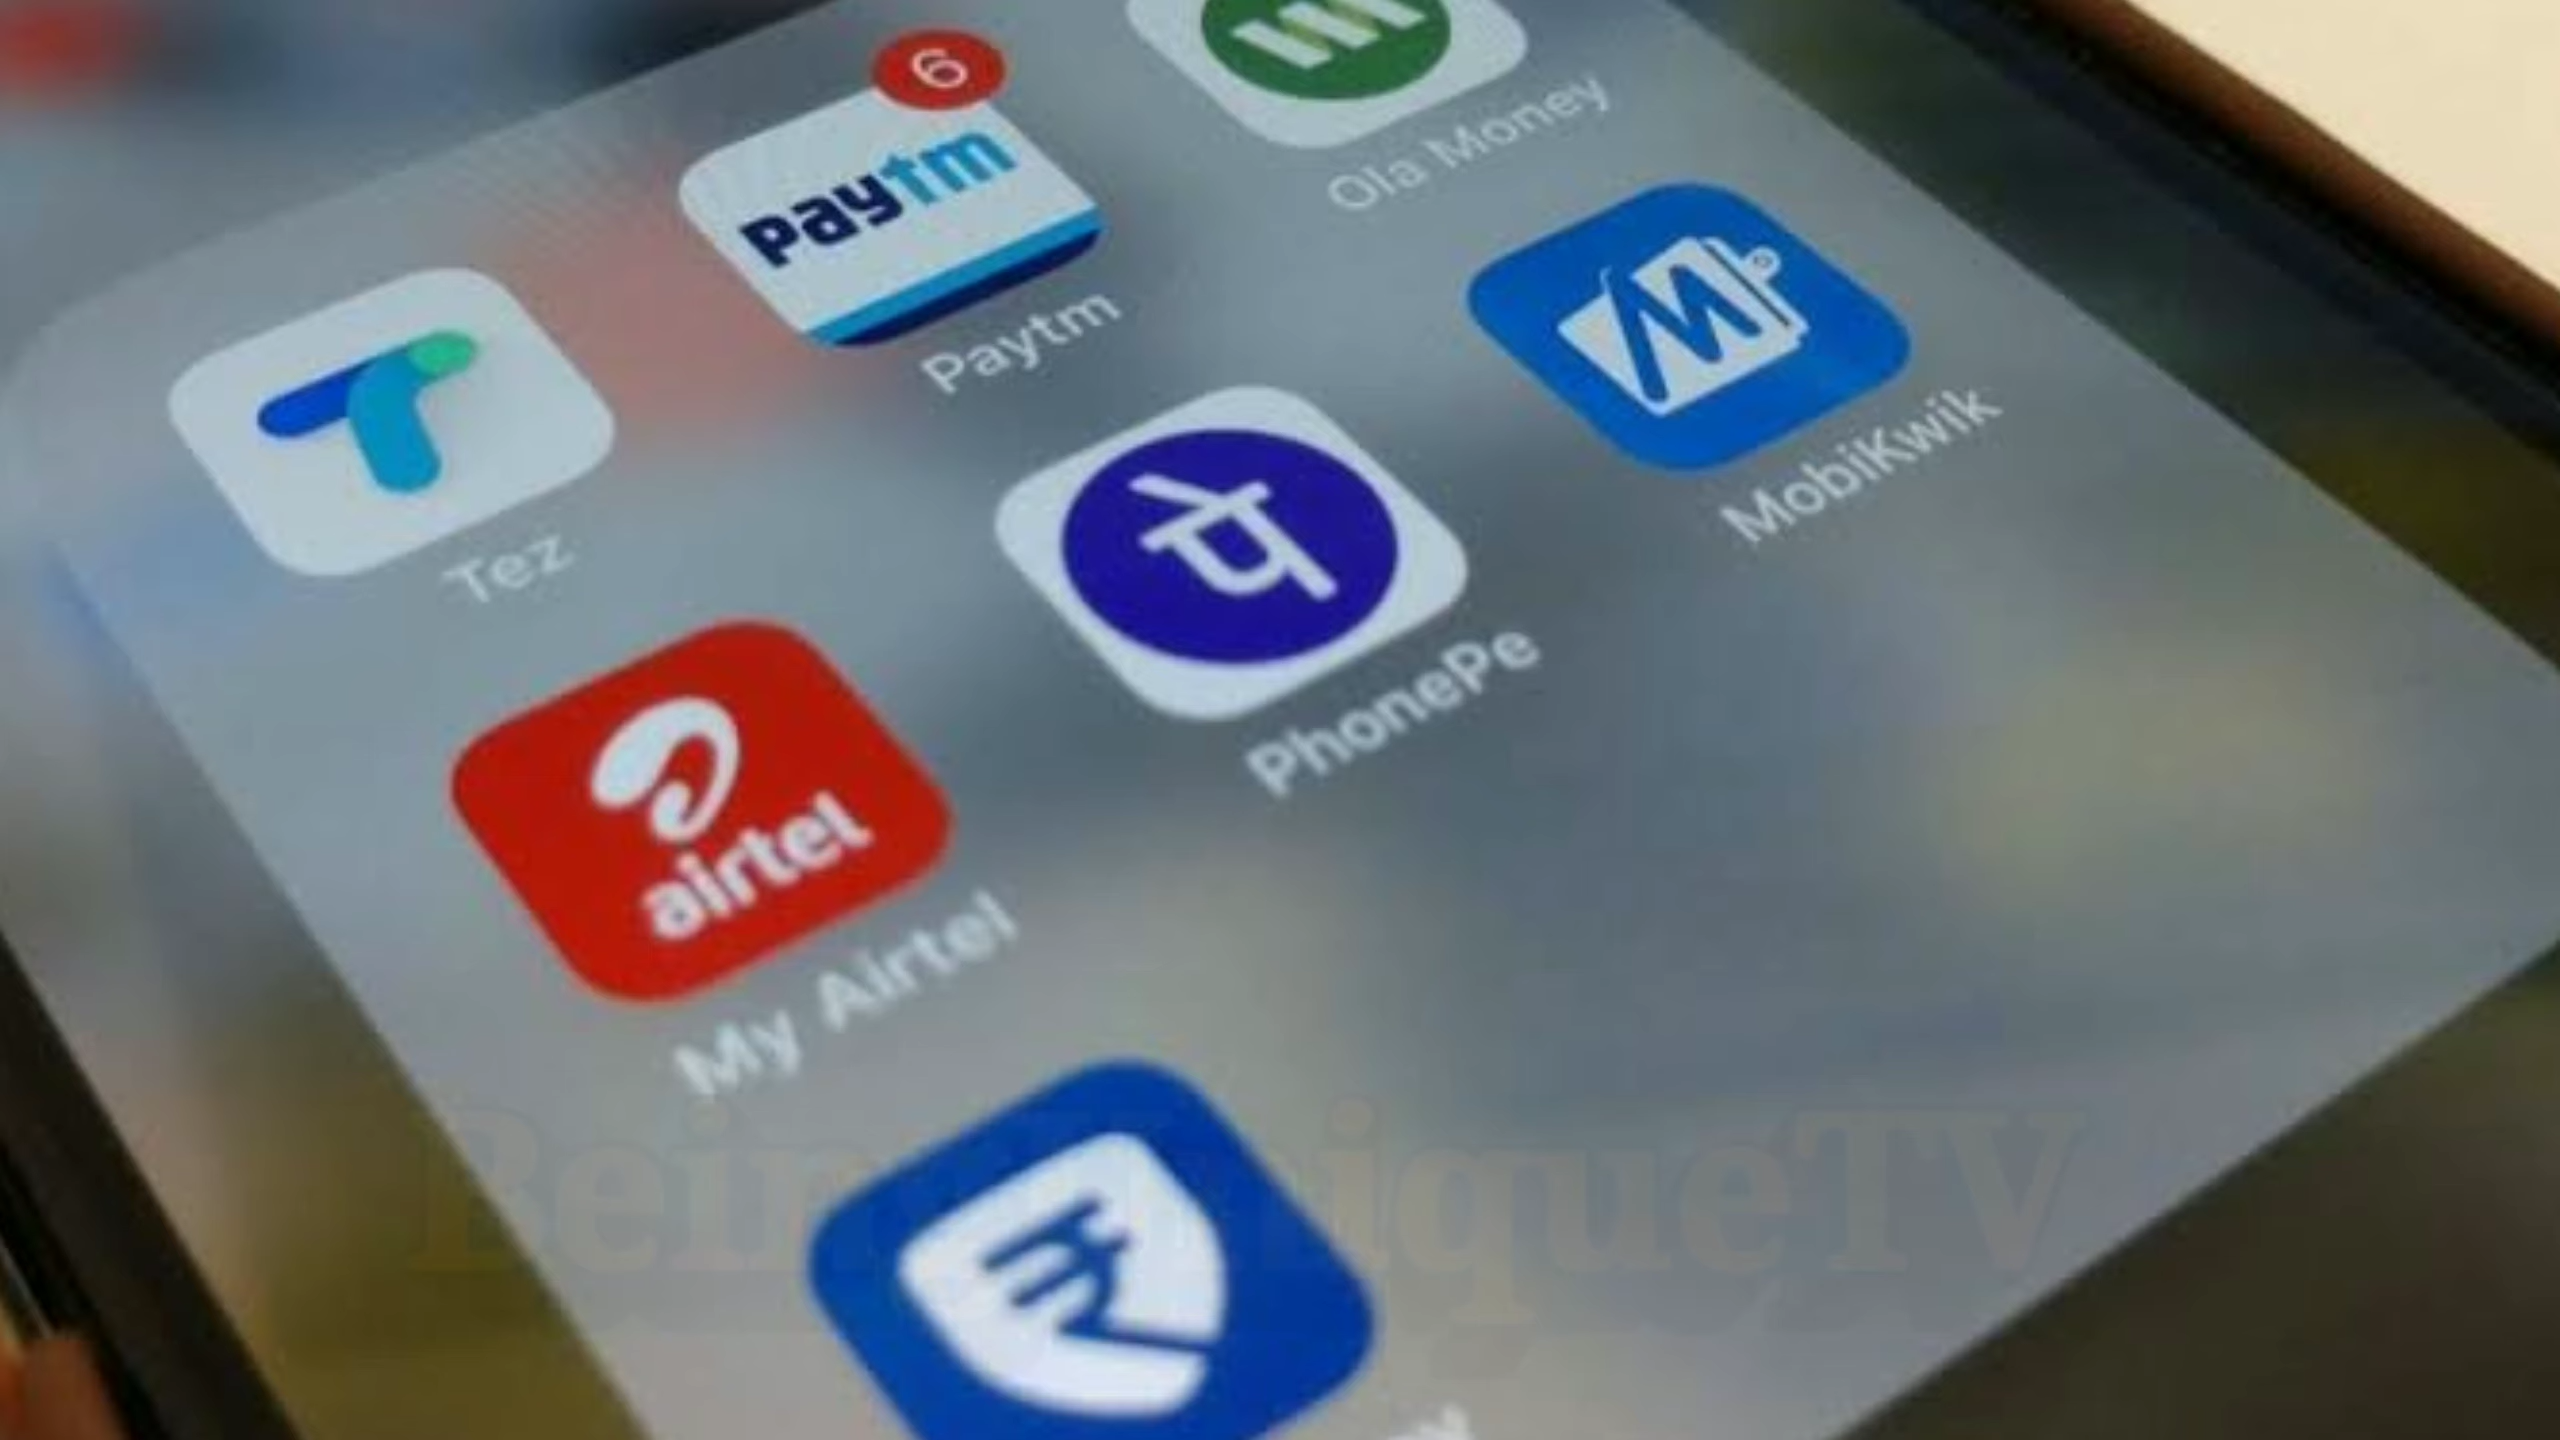 6
paytm
Ola Money
Tez
Paytm
MobiKwik
पे
PhonePe
airtel
My Airtel
₹